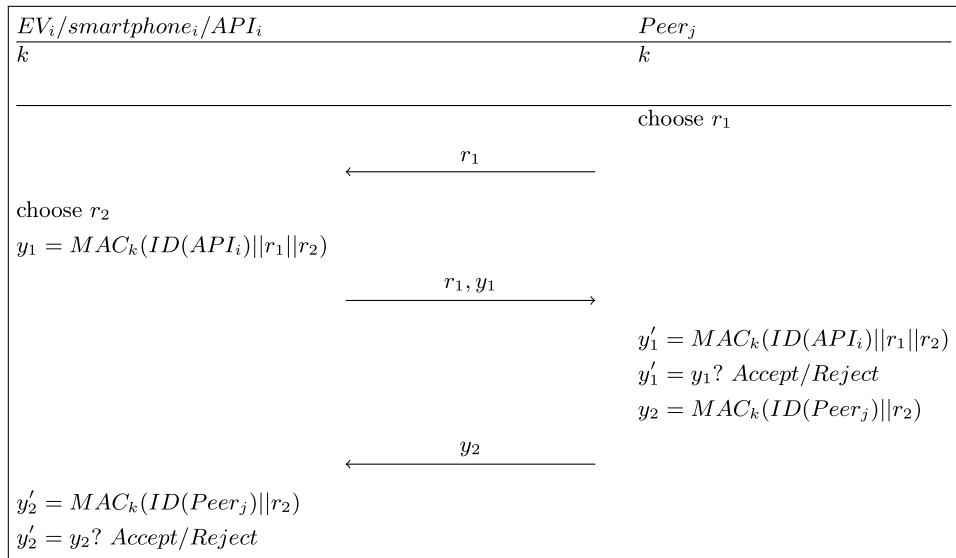 EV_i/smartphone_i/API_i Peer_j
k k
choose r_1
r_1
choose r_2
y_1 = MAC_k(ID(API_i)||r_1||r_2)
r_1, y_1
y'_1 = MAC_k(ID(API_i)||r_1||r_2)
y'_1 = y_1? Accept/Reject
y_2 = MAC_k(ID(Peer_j)||r_2)
y_2
y'_2 = MAC_k(ID(Peer_j)||r_2)
y'_2 = y_2? Accept/Reject